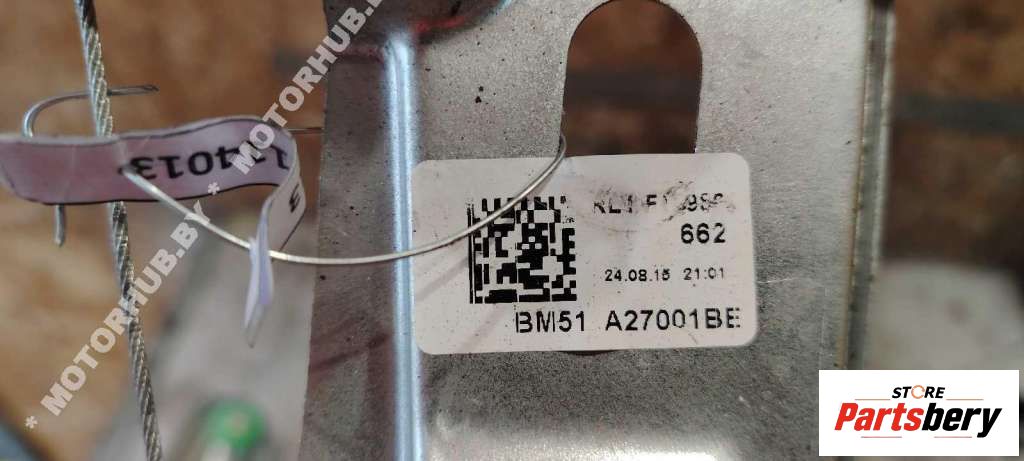 * MOTORHUB.BY * MOTORHUB.BY *
662
24.08.15 21:01
BM51 A27001BE
STORE
Partsbery